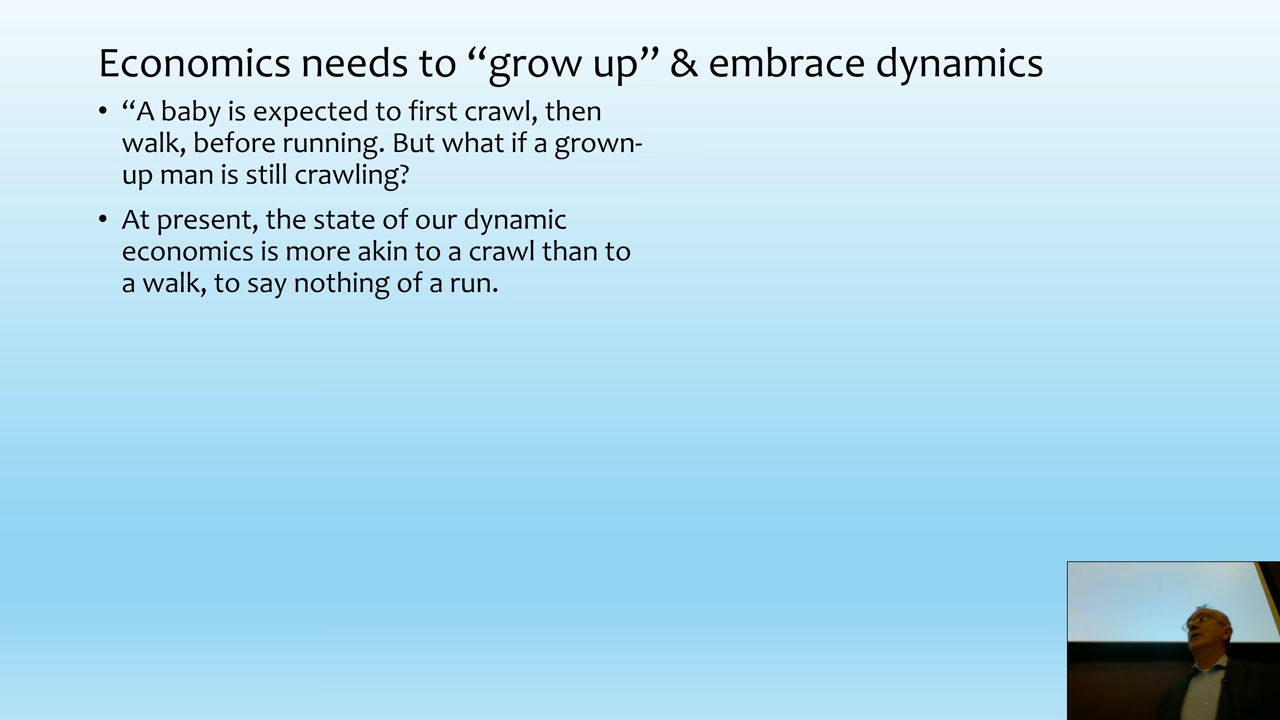 Economics needs to “grow up” & embrace dynamics
• “A baby is expected to first crawl, then
walk, before running. But what if a grown-
up man is still crawling?
• At present, the state of our dynamic
economics is more akin to a crawl than to
a walk, to say nothing of a run.